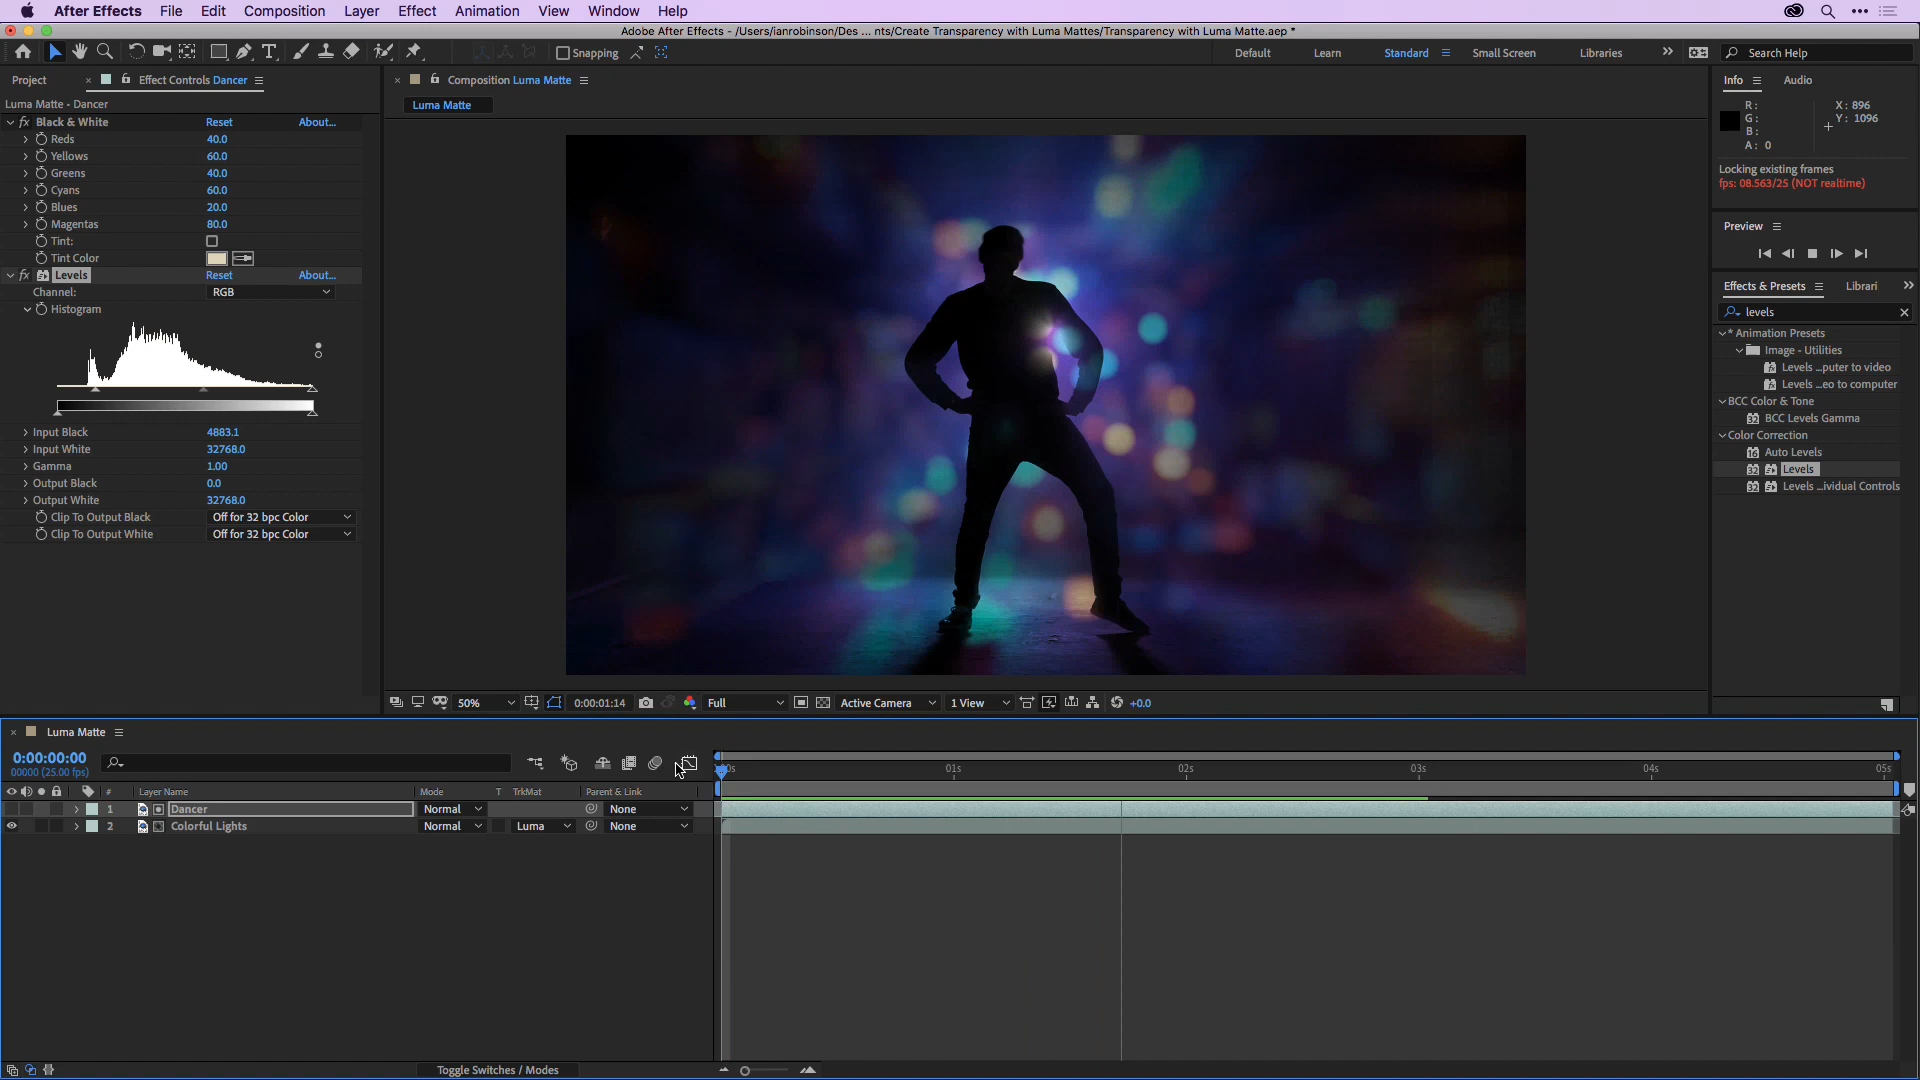 After Effects File Edit Composition Layer Effect Animation View Window Help
Adobe After Effects - /Users/ianrobinson/Des ... nts/Create Transparency with Luma Mattes/Transparency with Luma Matte.aep *
Snapping Default Learn Standard Small Screen Libraries Search Help
Project Effect Controls Dancer
Luma Matte - Dancer
fx Black & White Reset About...
Reds 40.0
Yellows 60.0
Greens 40.0
Cyans 60.0
Blues 20.0
Magentas 80.0
Tint:
Tint Color
fx Levels Reset About...
Channel: RGB
Histogram
Input Black 4883.1
Input White 32768.0
Gamma 1.00
Output Black 0.0
Output White 32768.0
Clip To Output Black Off for 32 bpc Color
Clip To Output White Off for 32 bpc Color
Composition Luma Matte
Luma Matte
50% 0:00:01:14 Full Active Camera 1 View +0.0
Info Audio
R: X: 896
G: Y: 1096
B:
A: 0
Locking existing frames
fps: 08.563/25 (NOT realtime)
Preview
Effects & Presets Librari
levels
* Animation Presets
Image - Utilities
Levels ...puter to video
Levels ...eo to computer
BCC Color & Tone
32 BCC Levels Gamma
Color Correction
16 Auto Levels
32 Levels
32 Levels ...ividual Controls
Luma Matte
0:00:00:00
00000 (25.00 fps)
01s 02s 03s 04s 05s
# Layer Name Mode T TrkMat Parent & Link
1 Dancer Normal None
2 Colorful Lights Normal Luma None
Toggle Switches / Modes